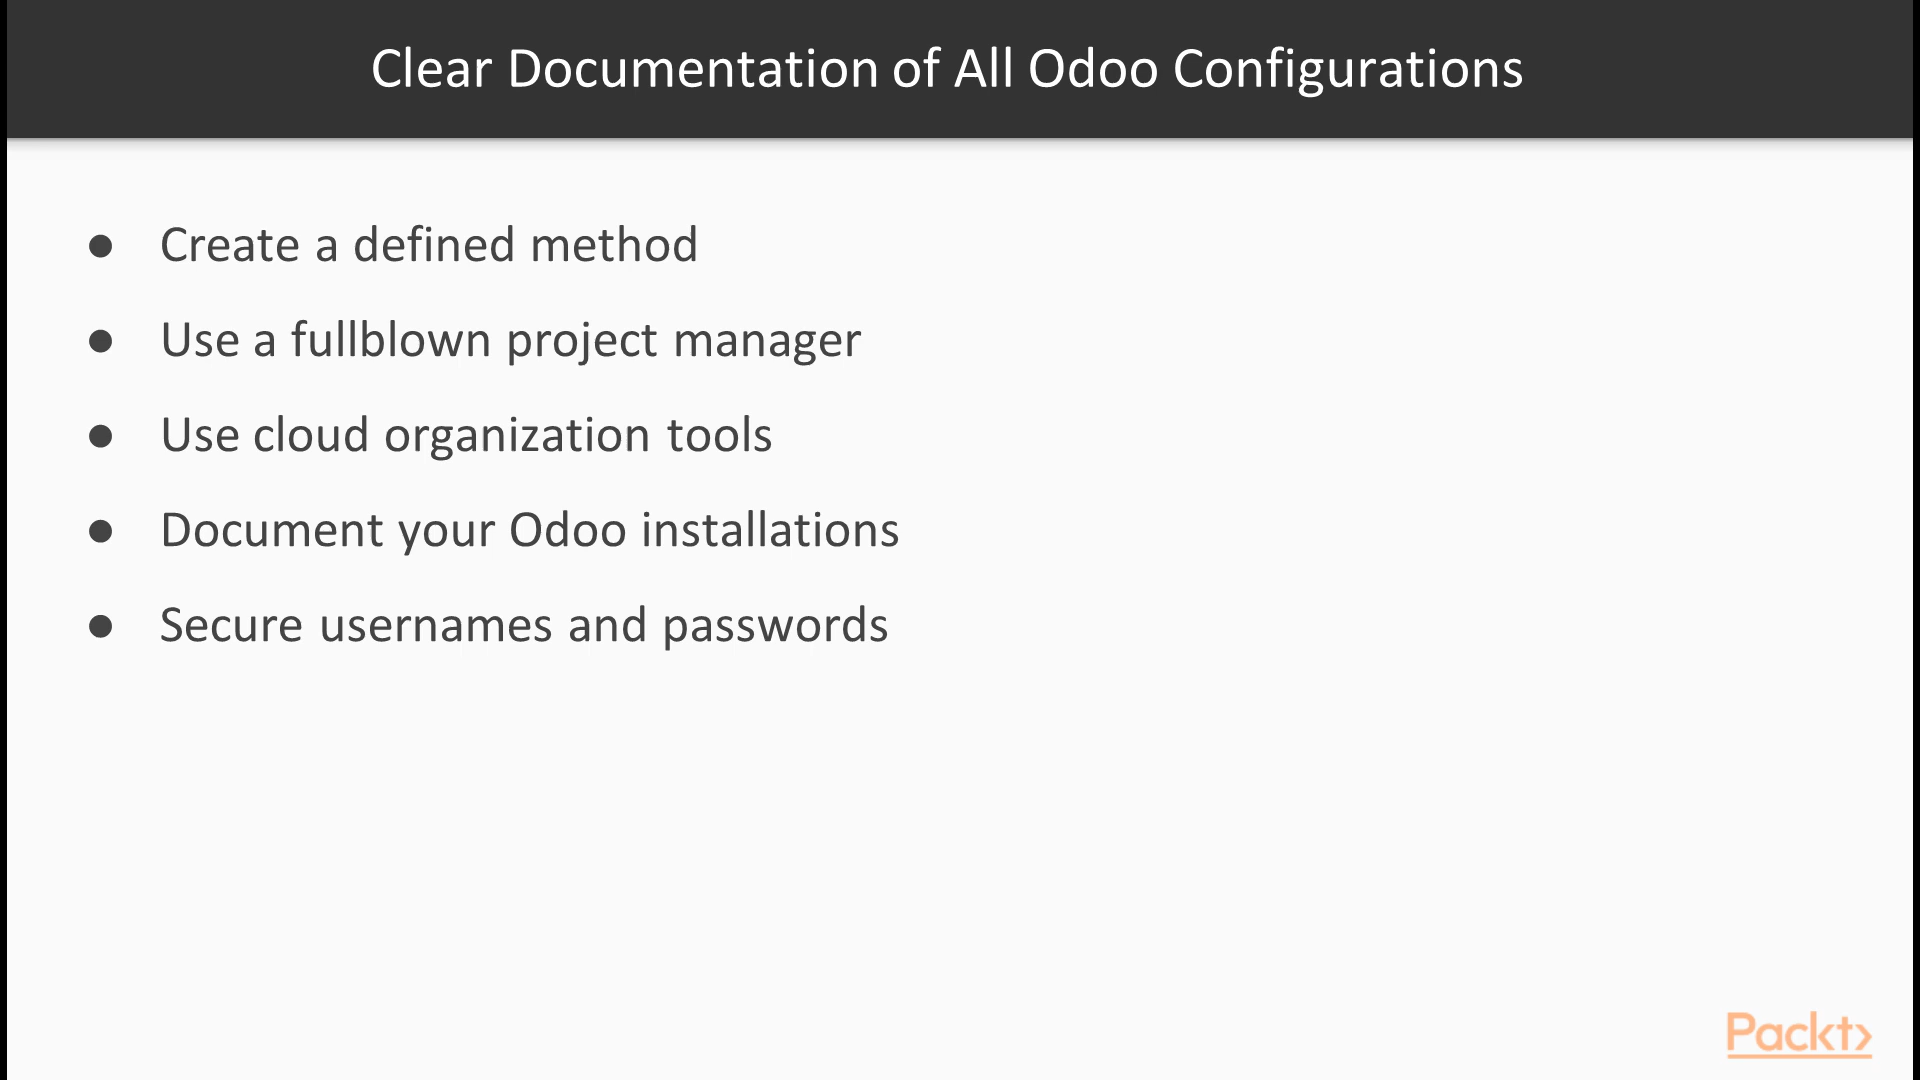 Clear Documentation of All Odoo Configurations
● Create a defined method
● Use a fullblown project manager
● Use cloud organization tools
● Document your Odoo installations
● Secure usernames and passwords
Packt>